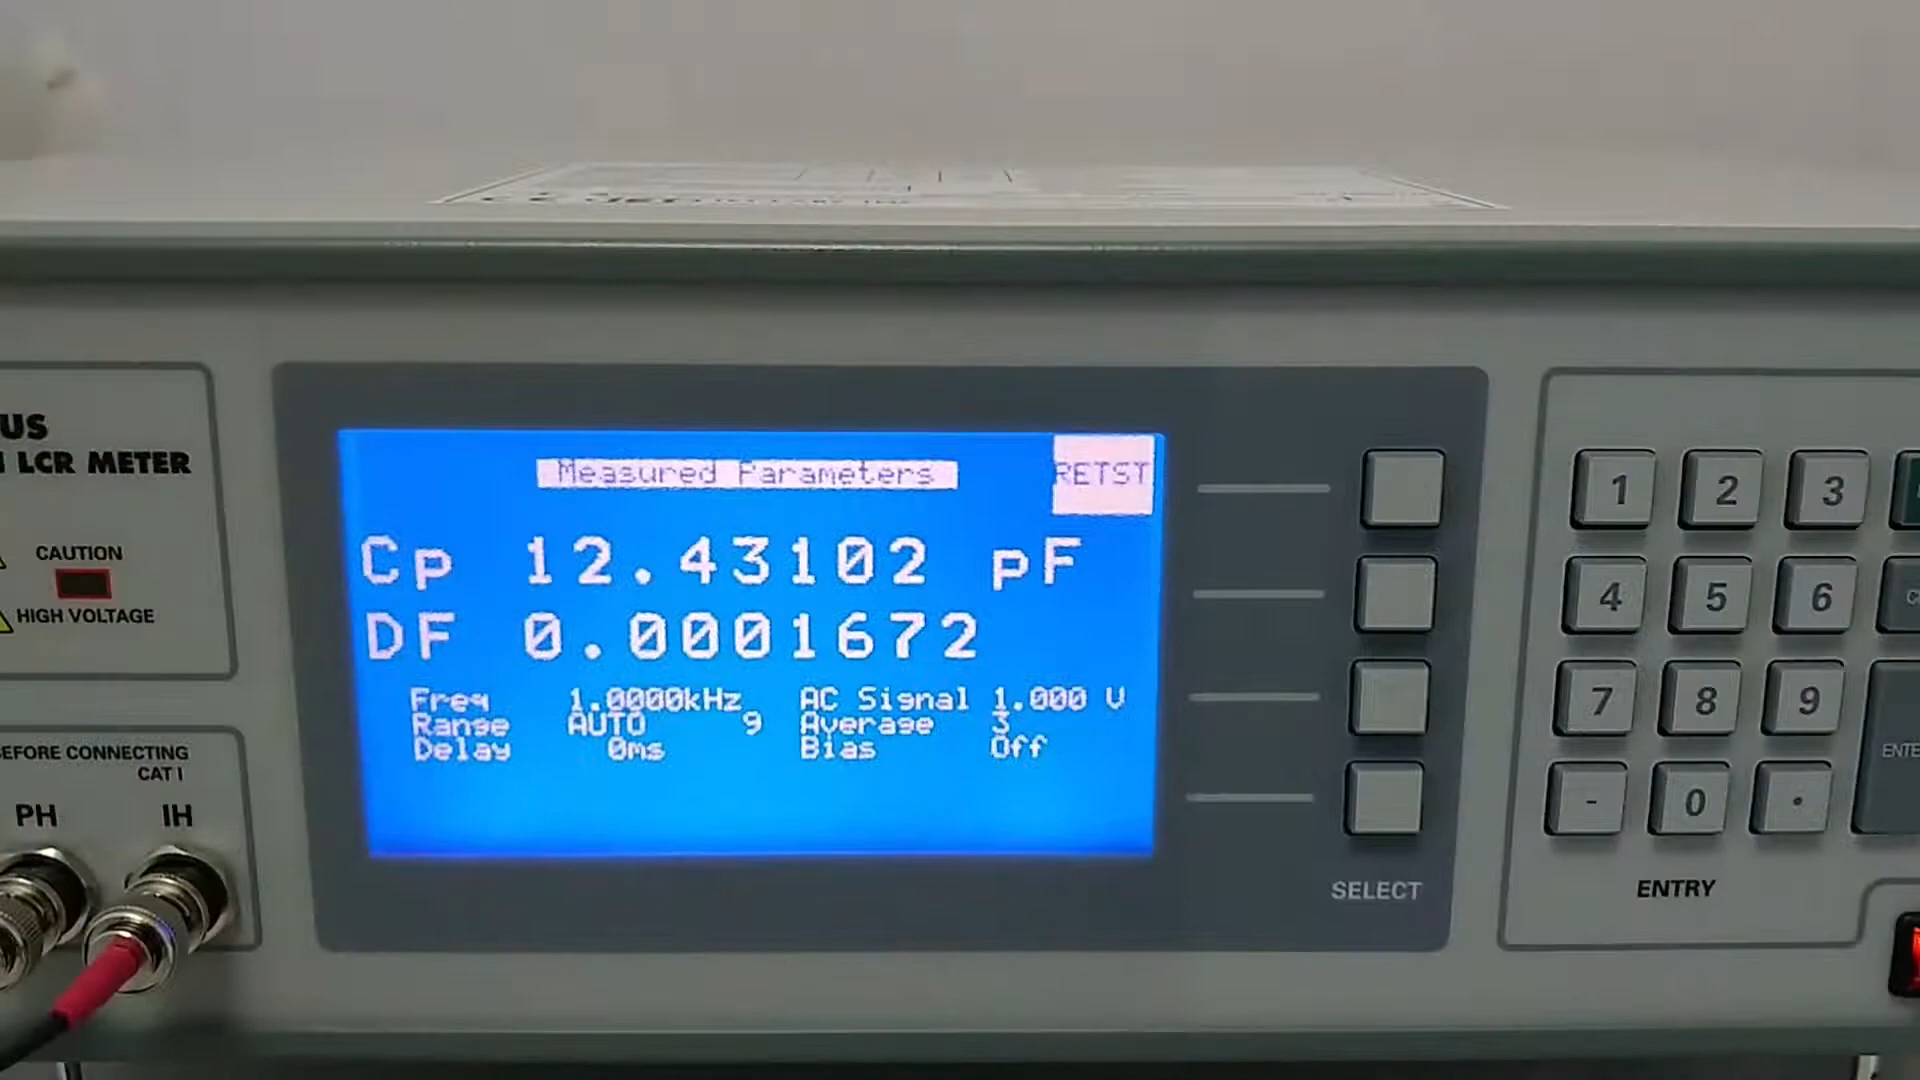 US
LCR METER
CAUTION
HIGH VOLTAGE
EFORE CONNECTING
CAT I
PH IH
Measured Parameters
RETST
Cp 12.43102 pF
DF 0.0001672
Freq 1.0000kHz AC Signal 1.000 V
Range AUTO 9 Average 3
Delay 0ms Bias Off
SELECT
1 2 3
4 5 6
7 8 9
- 0 .
ENTE
ENTRY